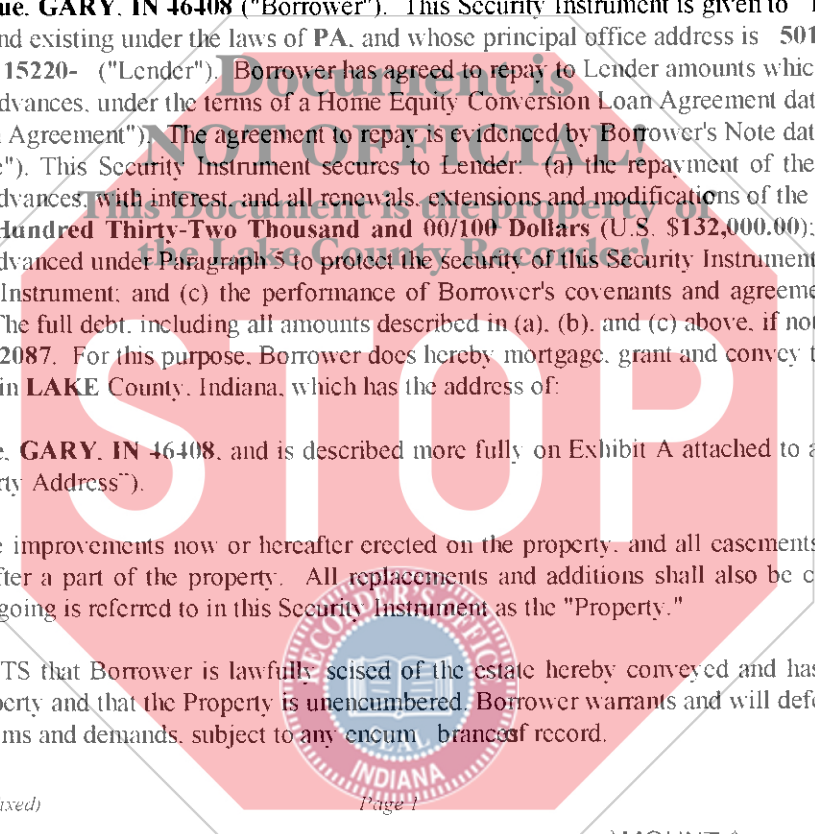 ue, GARY, IN 46408 ("Borrower"). This Security Instrument is given to
nd existing under the laws of PA, and whose principal office address is 501
15220- ("Lender"). Borrower has agreed to repay to Lender amounts whic
Document is
dvances, under the terms of a Home Equity Conversion Loan Agreement dat
Agreement"). The agreement to repay is evidenced by Borrower's Note dat
NOT OFFICIAL!
e"). This Security Instrument secures to Lender: (a) the repayment of the
dvances, with interest, and all renewals, extensions and modifications of the
This Document is the property of
Hundred Thirty-Two Thousand and 00/100 Dollars (U.S. $132,000.00);
the Lake County Recorder!
dvanced under Paragraph 5 to protect the security of this Security Instrument
Instrument; and (c) the performance of Borrower's covenants and agreeme
The full debt, including all amounts described in (a), (b), and (c) above, if not
2087. For this purpose, Borrower does hereby mortgage, grant and convey t
in LAKE County, Indiana, which has the address of:
STOP
e, GARY, IN 46408, and is described more fully on Exhibit A attached to a
rty Address").
e improvements now or hereafter erected on the property, and all easements
fter a part of the property. All replacements and additions shall also be c
going is referred to in this Security Instrument as the "Property."
RECORDER'S OFFICE
TS that Borrower is lawfully seised of the estate hereby conveyed and has
perty and that the Property is unencumbered. Borrower warrants and will defe
ms and demands, subject to any encum brancesof record.
SEAL
INDIANA
ixed) Page 1